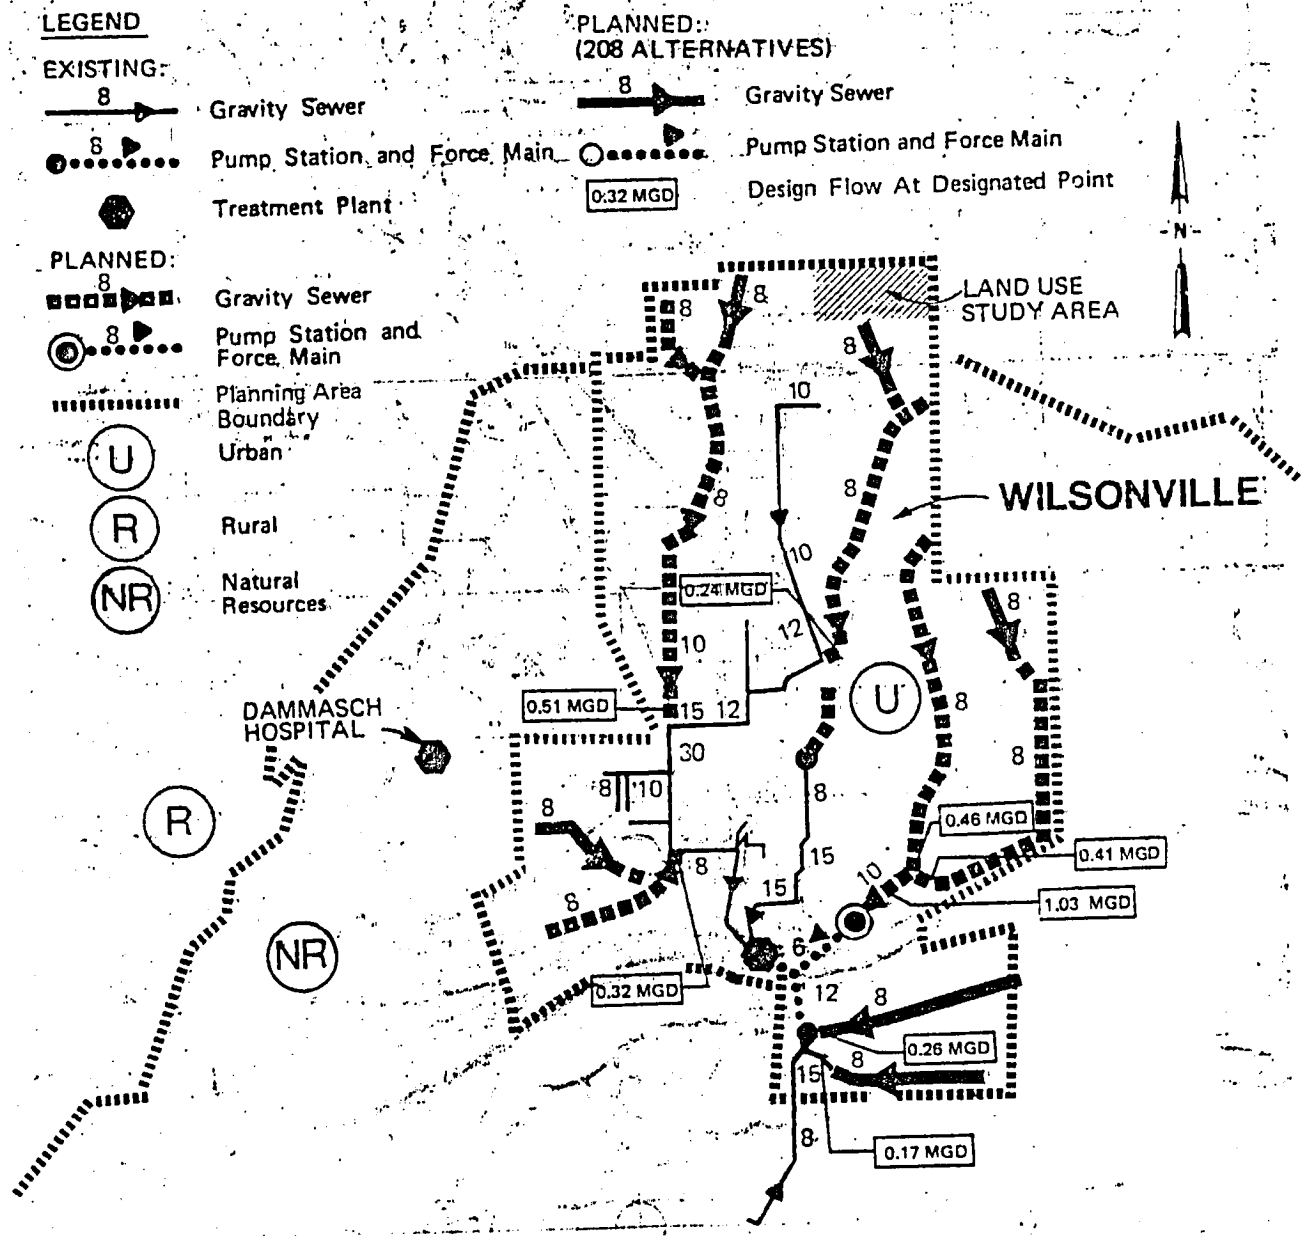 LEGEND
EXISTING:
8
Gravity Sewer
8
Pump Station and Force Main
Treatment Plant
PLANNED:
8
Gravity Sewer
8
Pump Station and
Force Main
Planning Area
Boundary
U
Urban
R
Rural
NR
Natural
Resources
PLANNED:
(208 ALTERNATIVES)
8
Gravity Sewer
Pump Station and Force Main
0.32 MGD
Design Flow At Designated Point
N
LAND USE
STUDY AREA
8
8
8
10
8
8
WILSONVILLE
10
0.24 MGD
8
12
10
U
0.51 MGD
15
12
8
DAMMASCH
HOSPITAL
30
8
8
10
8
R
8
0.46 MGD
15
0.41 MGD
8
10
15
8
1.03 MGD
NR
6
0.32 MGD
12
8
0.26 MGD
8
15
8
0.17 MGD